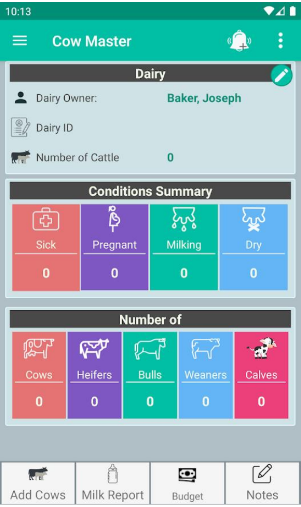 10:13
Cow Master
Dairy
Dairy Owner: Baker, Joseph
Dairy ID
Number of Cattle 0
Conditions Summary
Sick Pregnant Milking Dry
0 0 0 0
Number of
Cows Heifers Bulls Weaners Calves
0 0 0 0 0
Add Cows Milk Report Budget Notes